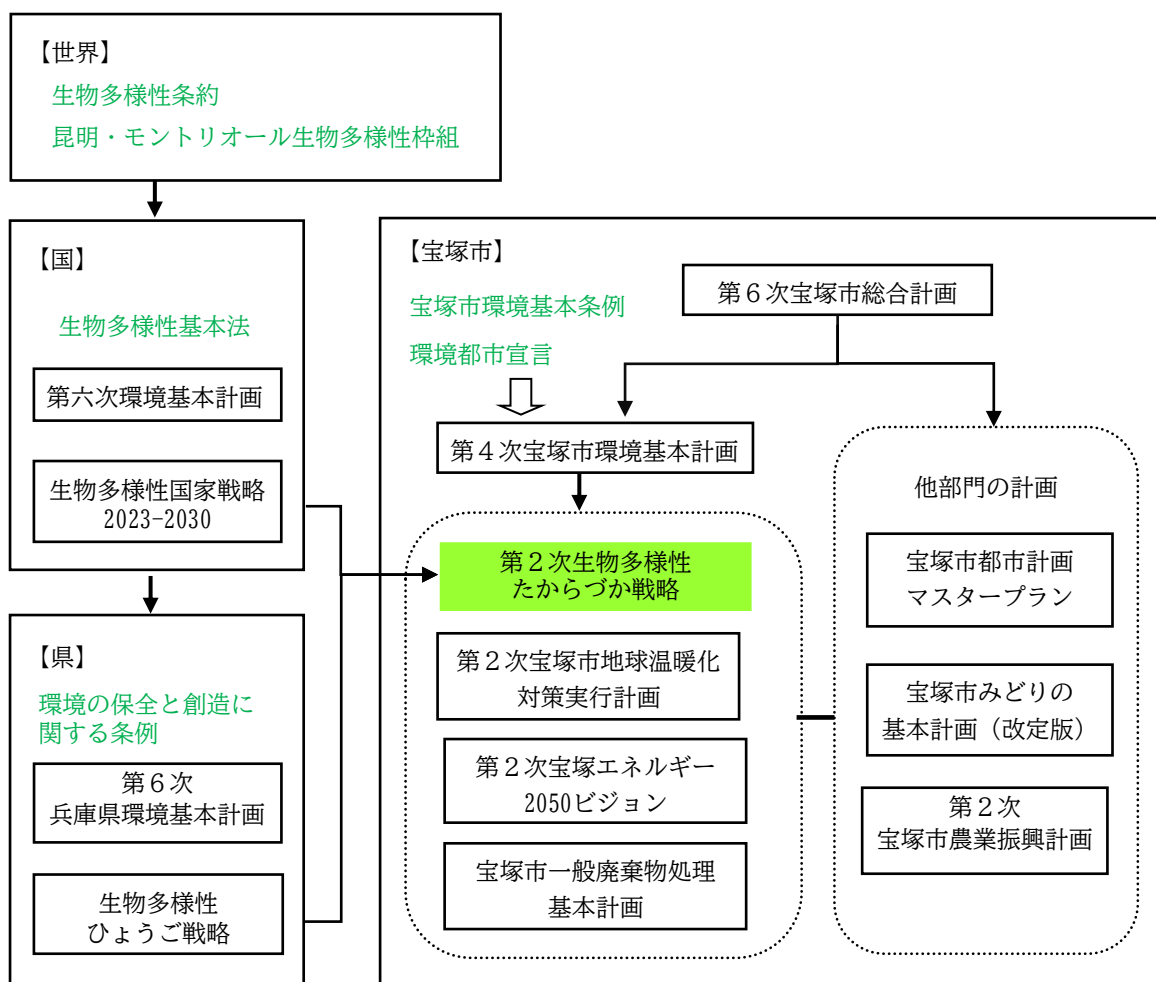 【世界】
生物多様性条約
昆明・モントリオール生物多様性枠組
【国】
生物多様性基本法
第六次環境基本計画
生物多様性国家戦略
2023-2030
【県】
環境の保全と創造に
関する条例
第６次
兵庫県環境基本計画
生物多様性
ひょうご戦略
【宝塚市】
第６次宝塚市総合計画
宝塚市環境基本条例
環境都市宣言
第４次宝塚市環境基本計画
第２次生物多様性
たからづか戦略
第２次宝塚市地球温暖化
対策実行計画
第２次宝塚エネルギー
2050ビジョン
宝塚市一般廃棄物処理
基本計画
他部門の計画
宝塚市都市計画
マスタープラン
宝塚市みどりの
基本計画（改定版）
第２次
宝塚市農業振興計画